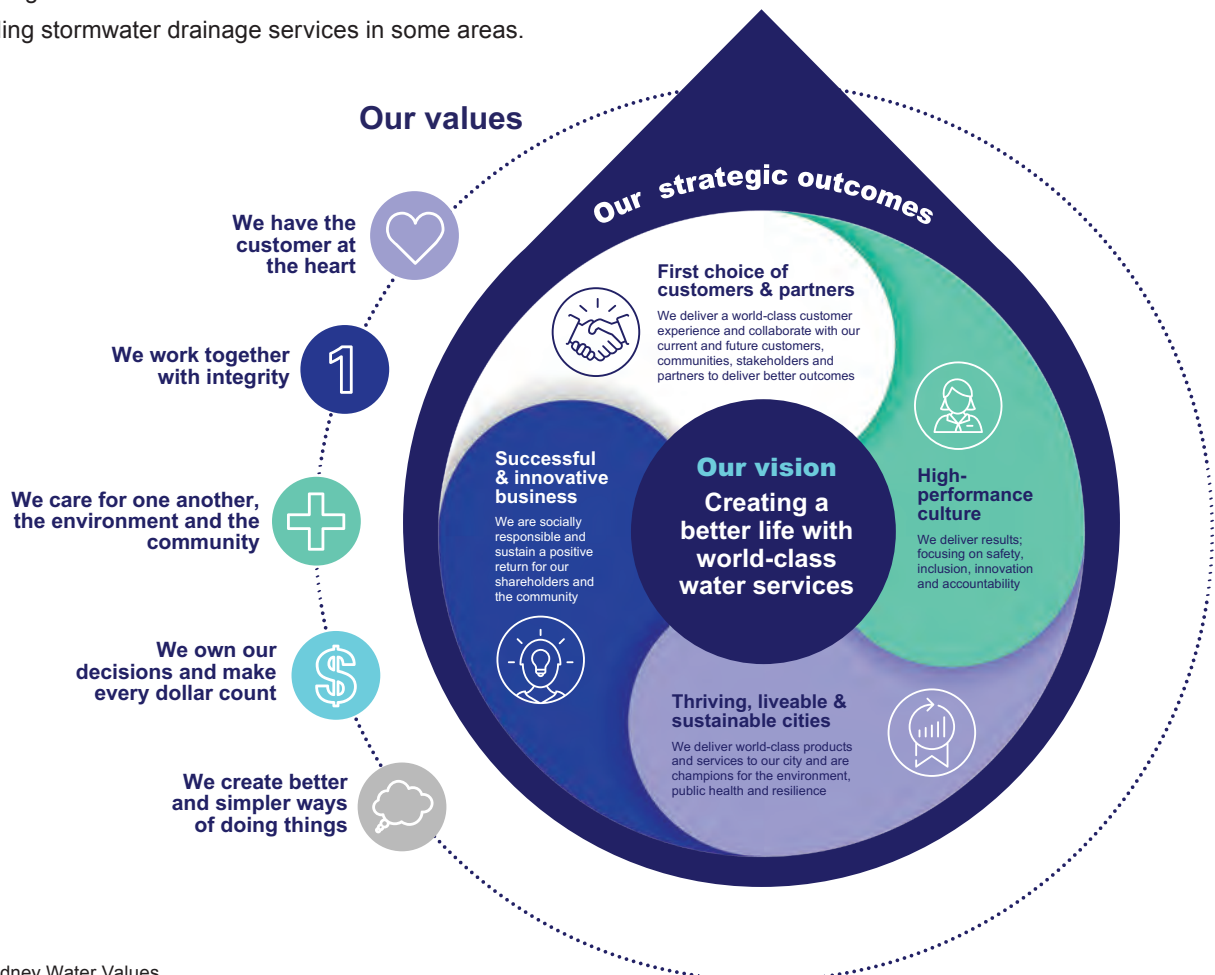 ling stormwater drainage services in some areas.
Our values
We have the
customer at
the heart
We work together
with integrity
1
We care for one another,
the environment and the
community
We own our
decisions and make
every dollar count
$
We create better
and simpler ways
of doing things
Our strategic outcomes
First choice of
customers & partners
We deliver a world-class customer
experience and collaborate with our
current and future customers,
communities, stakeholders and
partners to deliver better outcomes
High-
performance
culture
We deliver results;
focusing on safety,
inclusion, innovation
and accountability
Successful
& innovative
business
We are socially
responsible and
sustain a positive
return for our
shareholders and
the community
Our vision
Creating a
better life with
world-class
water services
Thriving, liveable &
sustainable cities
We deliver world-class products
and services to our city and are
champions for the environment,
public health and resilience
dney Water Values